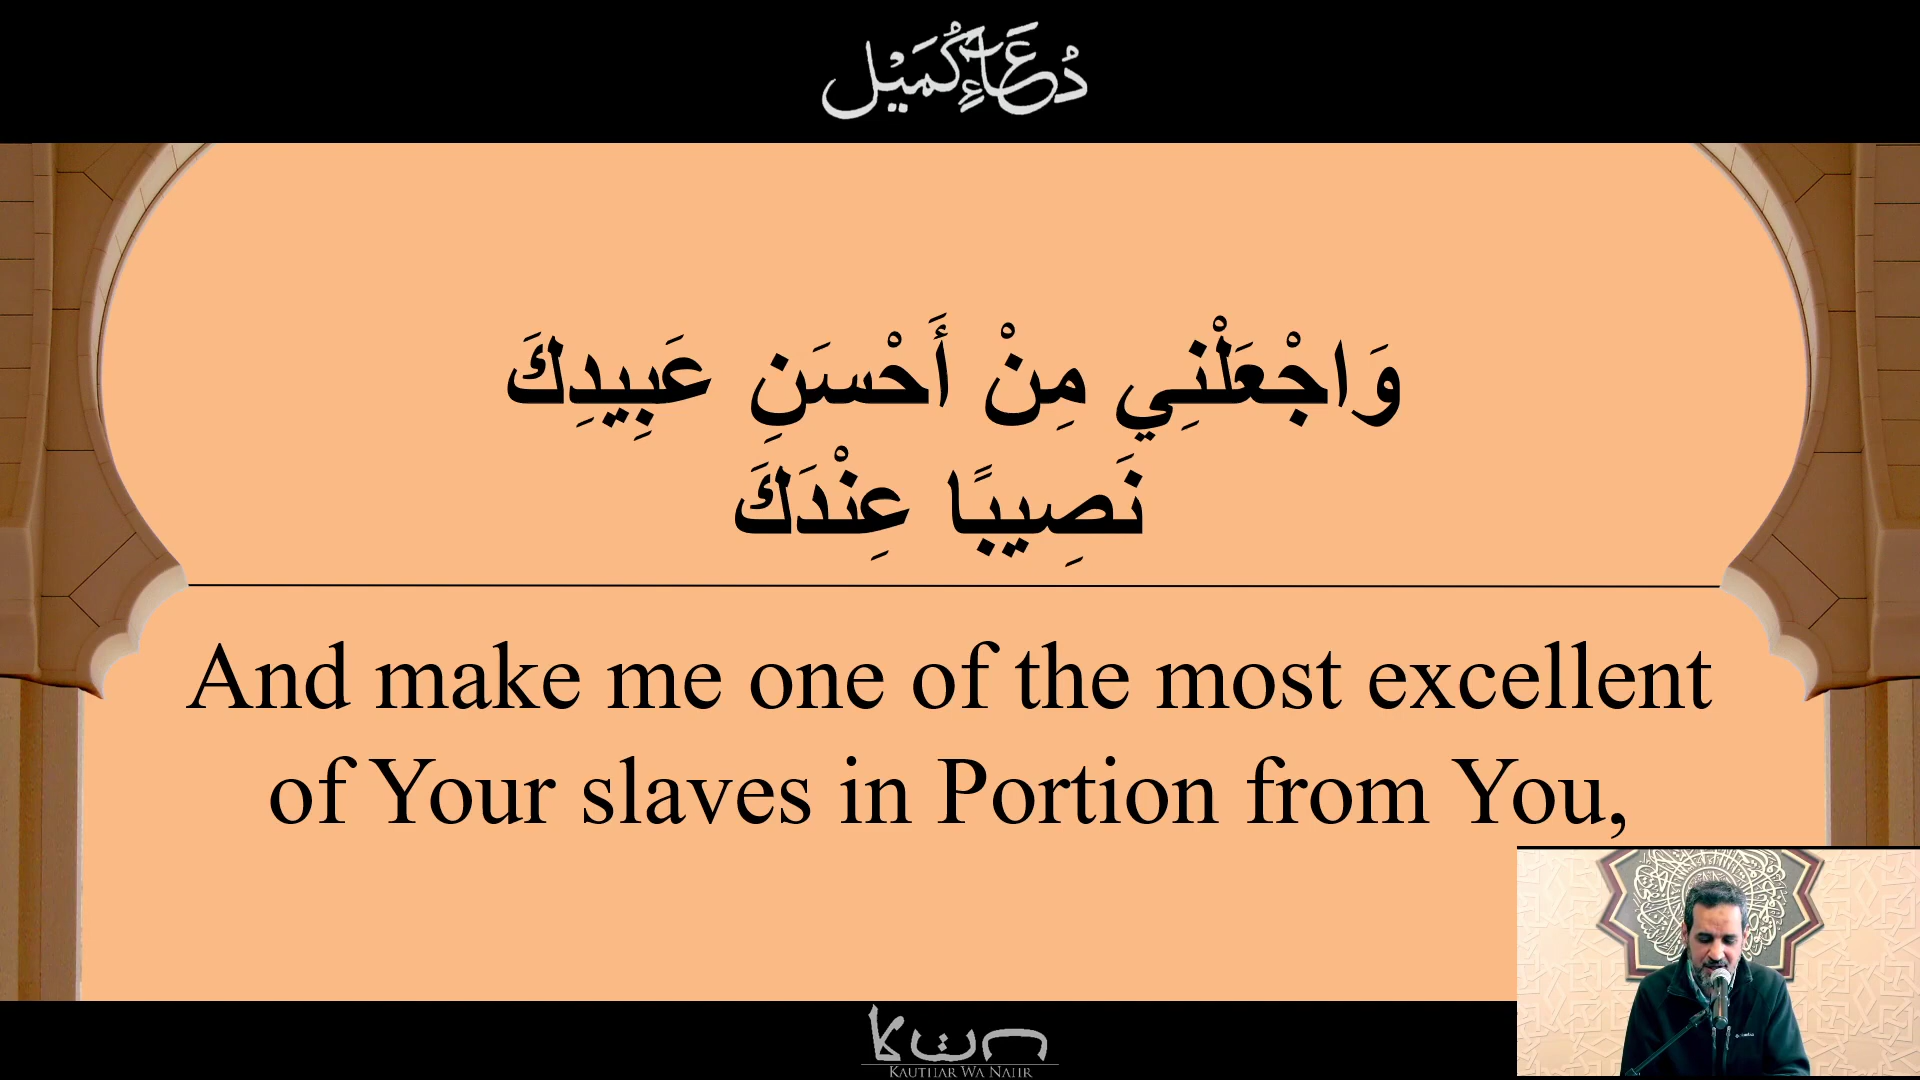 دُعَاءُ كُمَيْل
وَاجْعَلْنِي مِنْ أَحْسَنِ عَبِيدِكَ
نَصِيبًا عِنْدَكَ
And make me one of the most excellent
of Your slaves in Portion from You,
KAUTHAR WA NAHR